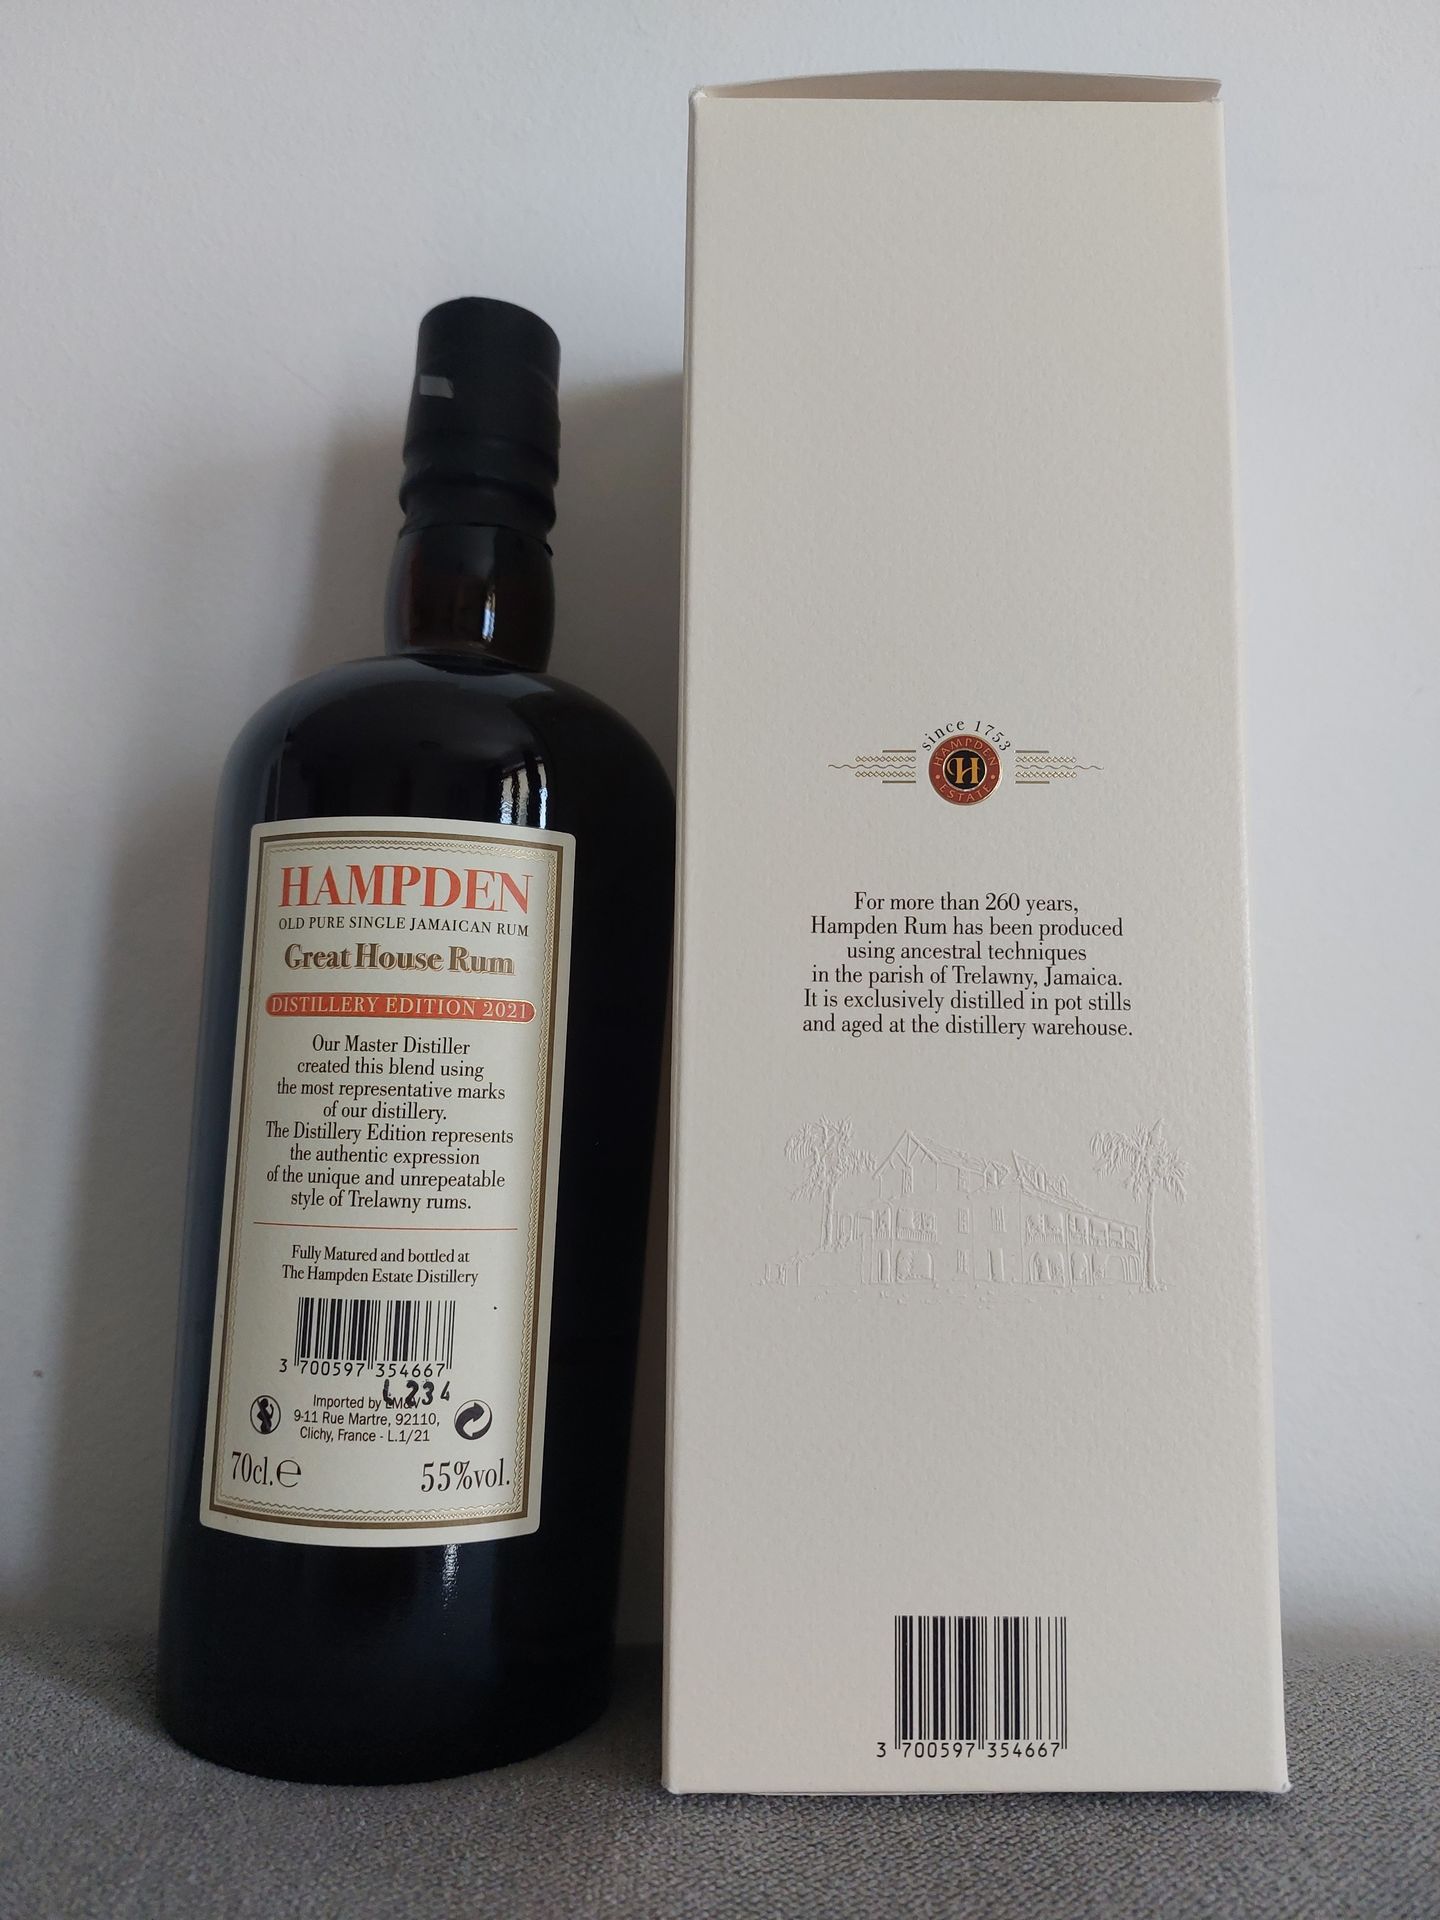 HAMPDEN
OLD PURE SINGLE JAMAICAN RUM
Great House Rum
DISTILLERY EDITION 2021
Our Master Distiller
created this blend using
the most representative marks
of our distillery.
The Distillery Edition represents
the authentic expression
of the unique and unrepeatable
style of Trelawny rums.
Fully Matured and bottled at
The Hampden Estate Distillery
3 700597 354667
L 234
Imported by LM&V
9-11 Rue Martre, 92110,
Clichy, France - L.1/21
70cl.℮
55%vol.
since 1753
HAMPDEN
H
ESTATE
For more than 260 years,
Hampden Rum has been produced
using ancestral techniques
in the parish of Trelawny, Jamaica.
It is exclusively distilled in pot stills
and aged at the distillery warehouse.
3 700597 354667